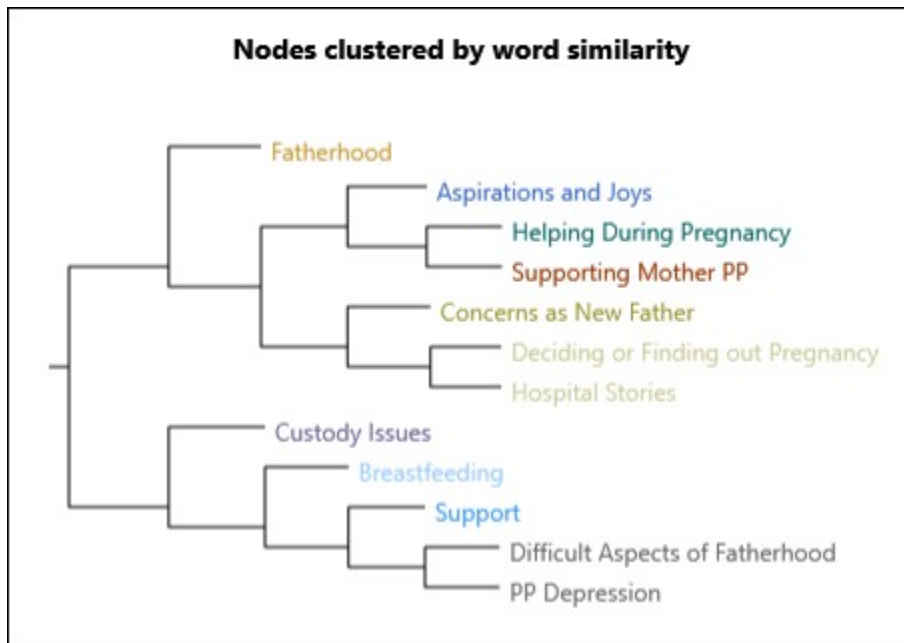 Nodes clustered by word similarity
Fatherhood
Aspirations and Joys
Helping During Pregnancy
Supporting Mother PP
Concerns as New Father
Deciding or Finding out Pregnancy
Hospital Stories
Custody Issues
Breastfeeding
Support
Difficult Aspects of Fatherhood
PP Depression